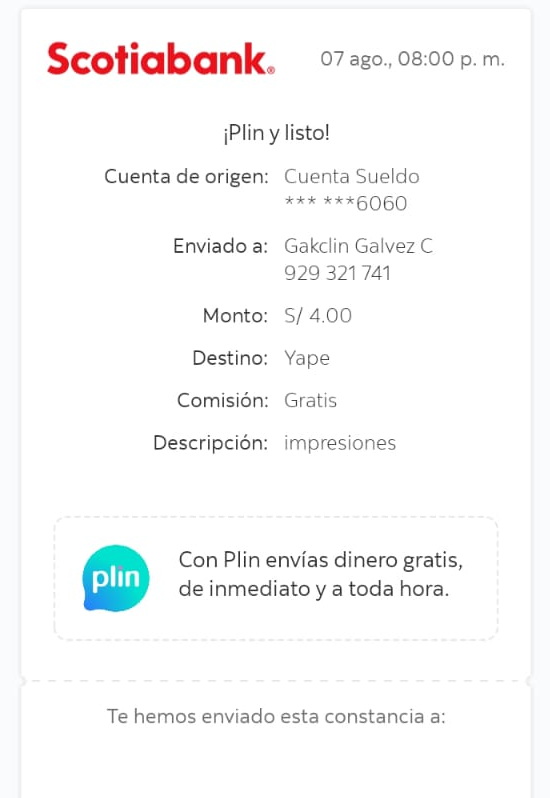 Scotiabank®
07 ago., 08:00 p. m.
¡Plin y listo!
Cuenta de origen: Cuenta Sueldo
*** ***6060
Enviado a: Gakclin Galvez C
929 321 741
Monto: S/ 4.00
Destino: Yape
Comisión: Gratis
Descripción: impresiones
plin
Con Plin envías dinero gratis,
de inmediato y a toda hora.
Te hemos enviado esta constancia a: